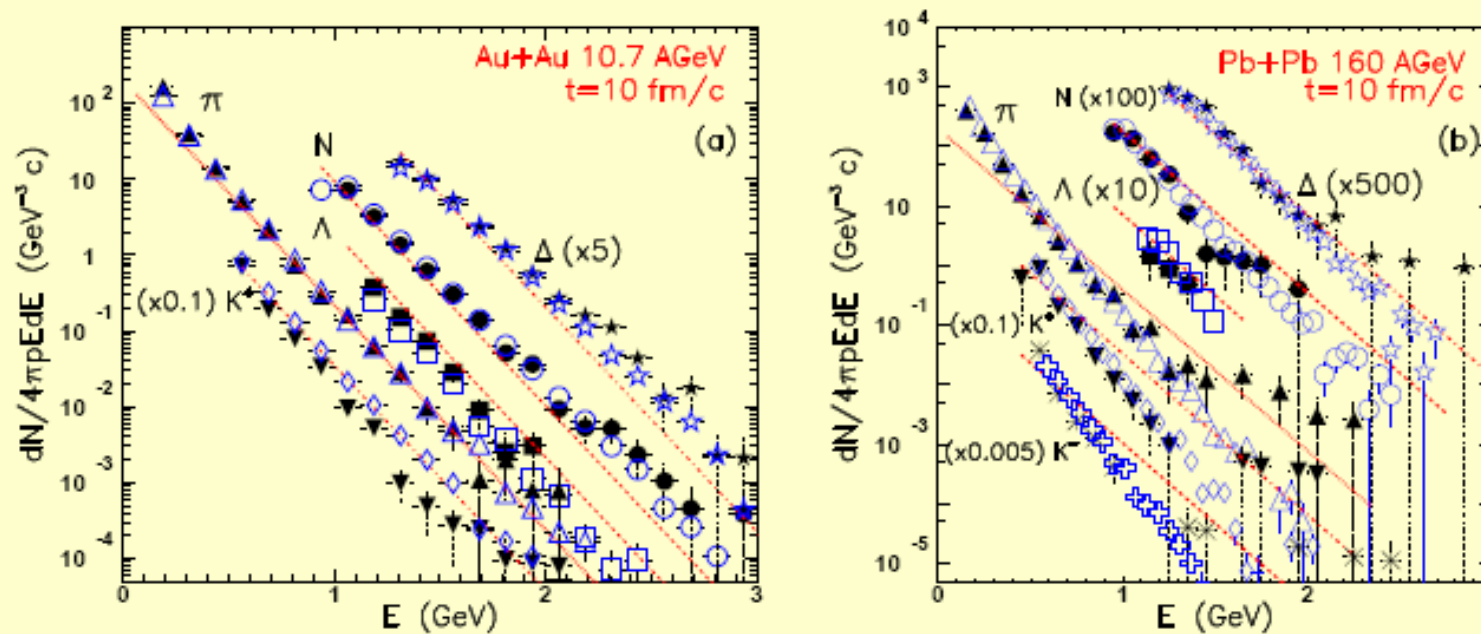 Au+Au 10.7 AGeV
t=10 fm/c
(a)
π
N
Λ
Δ (x5)
(x0.1) K⁺
dN/4πpEdE (GeV⁻³ c)
10²
10
1
10⁻¹
10⁻²
10⁻³
10⁻⁴
0 1 2 3
E (GeV)
Pb+Pb 160 AGeV
t=10 fm/c
(b)
π
N (x100)
Λ (x10)
Δ (x500)
(x0.1) K⁺
(x0.005) K⁻
dN/4πpEdE (GeV⁻³ c)
10⁴
10³
10
10⁻¹
10⁻³
10⁻⁵
0 1 2
E (GeV)